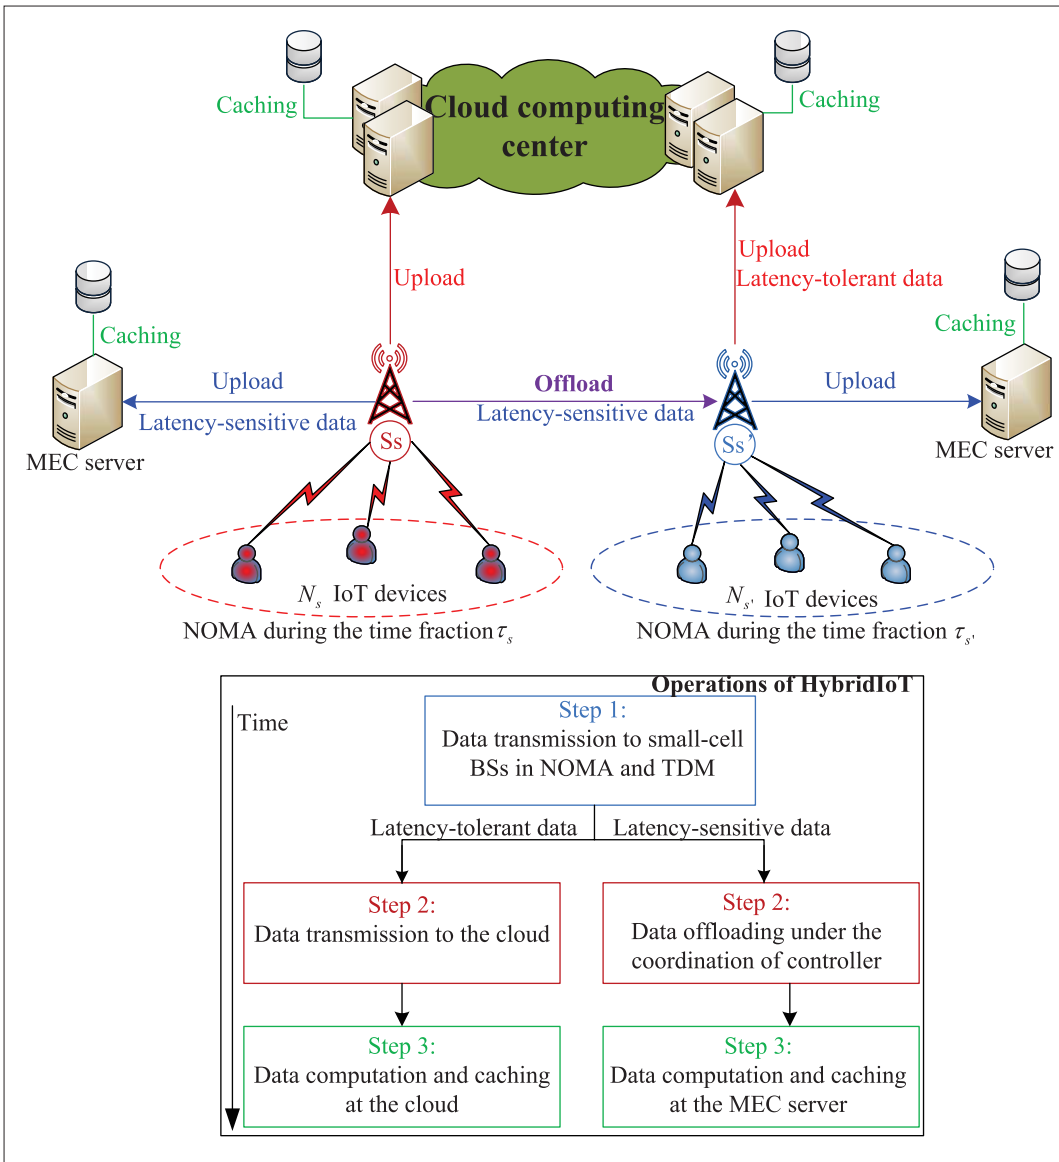 Caching
Cloud computing
center
Caching
Upload
Upload
Latency-tolerant data
Caching
Caching
Upload
Latency-sensitive data
Offload
Latency-sensitive data
Upload
MEC server
MEC server
Ss
Ss'
N_s IoT devices
N_s' IoT devices
NOMA during the time fraction τ_s
NOMA during the time fraction τ_s'
Operations of HybridIoT
Time
Step 1:
Data transmission to small-cell
BSs in NOMA and TDM
Latency-tolerant data
Latency-sensitive data
Step 2:
Data transmission to the cloud
Step 2:
Data offloading under the
coordination of controller
Step 3:
Data computation and caching
at the cloud
Step 3:
Data computation and caching
at the MEC server